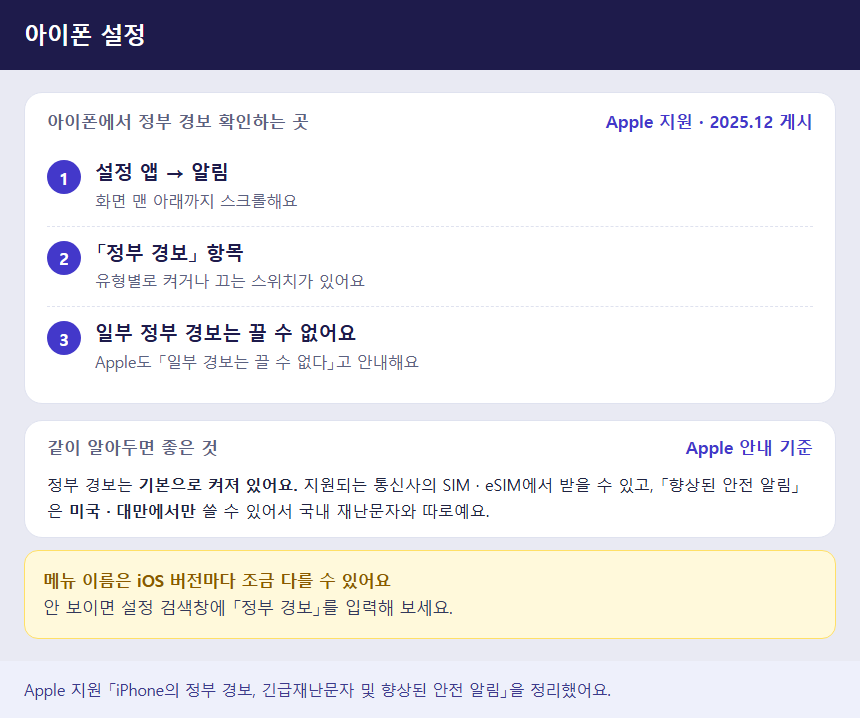 아이폰 설정
아이폰에서 정부 경보 확인하는 곳
Apple 지원 · 2025.12 게시
1
설정 앱 → 알림
화면 맨 아래까지 스크롤해요
2
「정부 경보」 항목
유형별로 켜거나 끄는 스위치가 있어요
3
일부 정부 경보는 끌 수 없어요
Apple도 「일부 경보는 끌 수 없다」고 안내해요
같이 알아두면 좋은 것
Apple 안내 기준
정부 경보는 기본으로 켜져 있어요. 지원되는 통신사의 SIM · eSIM에서 받을 수 있고, 「향상된 안전 알림」
은 미국 · 대만에서만 쓸 수 있어서 국내 재난문자와 따로예요.
메뉴 이름은 iOS 버전마다 조금 다를 수 있어요
안 보이면 설정 검색창에 「정부 경보」를 입력해 보세요.
Apple 지원 「iPhone의 정부 경보, 긴급재난문자 및 향상된 안전 알림」을 정리했어요.